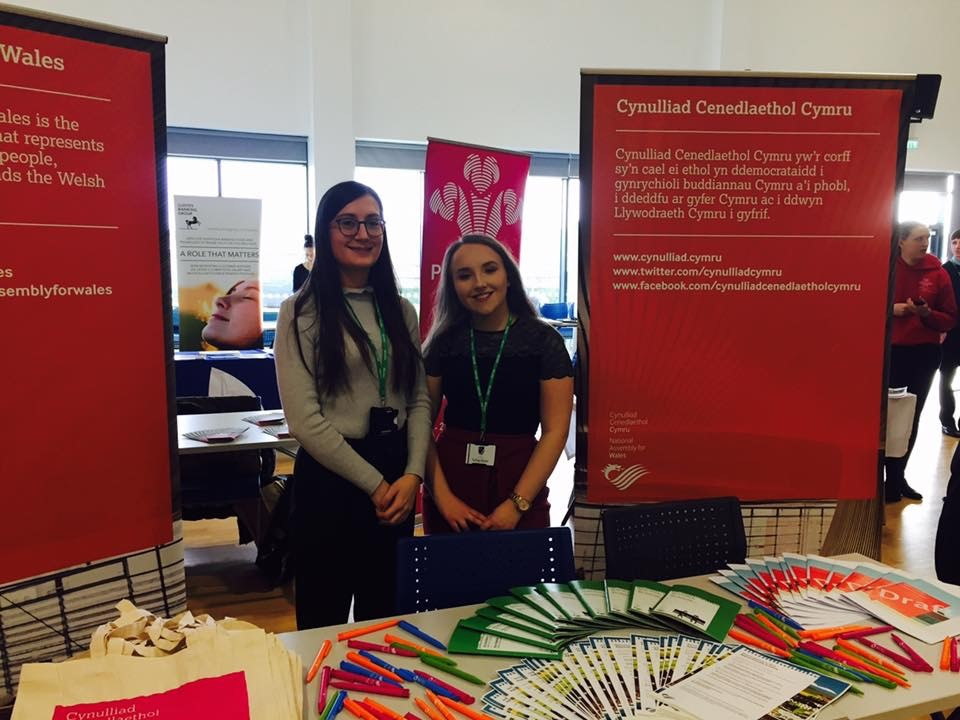 Wales
ales is the
hat represents
people,
ds the Welsh
es
ssemblyforwales
A ROLE THAT MATTERS
P
Cynulliad Cenedlaethol Cymru
Cynulliad Cenedlaethol Cymru yw'r corff
sy'n cael ei ethol yn ddemocrataidd i
gynrychioli buddiannau Cymru a'i phobl,
i ddeddfu ar gyfer Cymru ac i ddwyn
Llywodraeth Cymru i gyfrif.
www.cynulliad.cymru
www.twitter.com/cynulliadcymru
www.facebook.com/cynulliadcenedlaetholcymru
Cynulliad
Cenedlaethol
Cymru
National
Assembly for
Wales
Draf
Cynulliad
Cenedlaethol